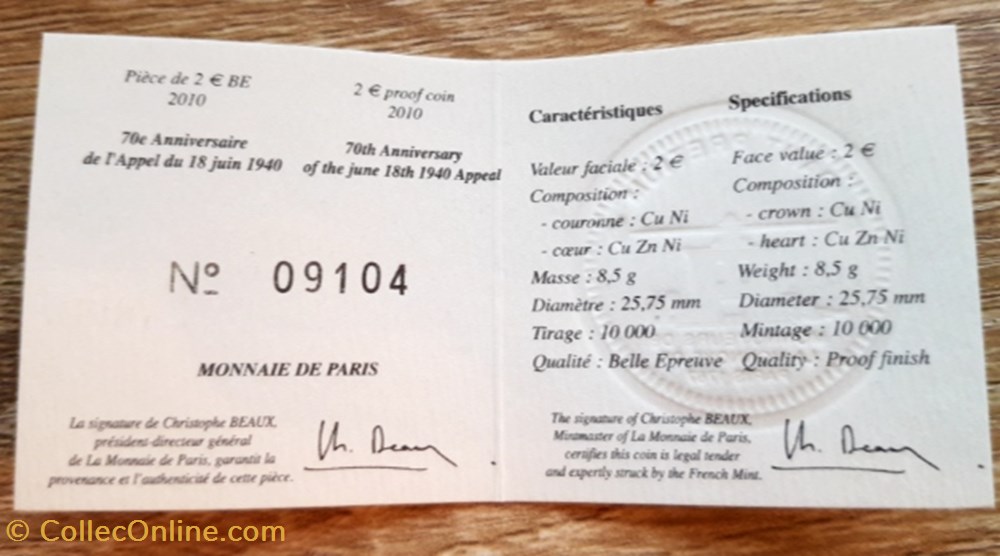 Pièce de 2 € BE
2010
70e Anniversaire
de l'Appel du 18 juin 1940
2 € proof coin
2010
70th Anniversary
of the june 18th 1940 Appeal
Nº 09104
MONNAIE DE PARIS
La signature de Christophe BEAUX,
président-directeur général
de La Monnaie de Paris, garantit la
provenance et l'authenticité de cette pièce.
Ch. Beaux
Caractéristiques
Valeur faciale : 2 €
Composition :
- couronne : Cu Ni
- cœur : Cu Zn Ni
Masse : 8,5 g
Diamètre : 25,75 mm
Tirage : 10 000
Qualité : Belle Epreuve
Specifications
Face value : 2 €
Composition :
- crown : Cu Ni
- heart : Cu Zn Ni
Weight : 8,5 g
Diameter : 25,75 mm
Mintage : 10 000
Quality : Proof finish
The signature of Christophe BEAUX,
Mintmaster of La Monnaie de Paris,
certifies this coin is legal tender
and expertly struck by the French Mint.
Ch. Beaux
© CollecOnline.com